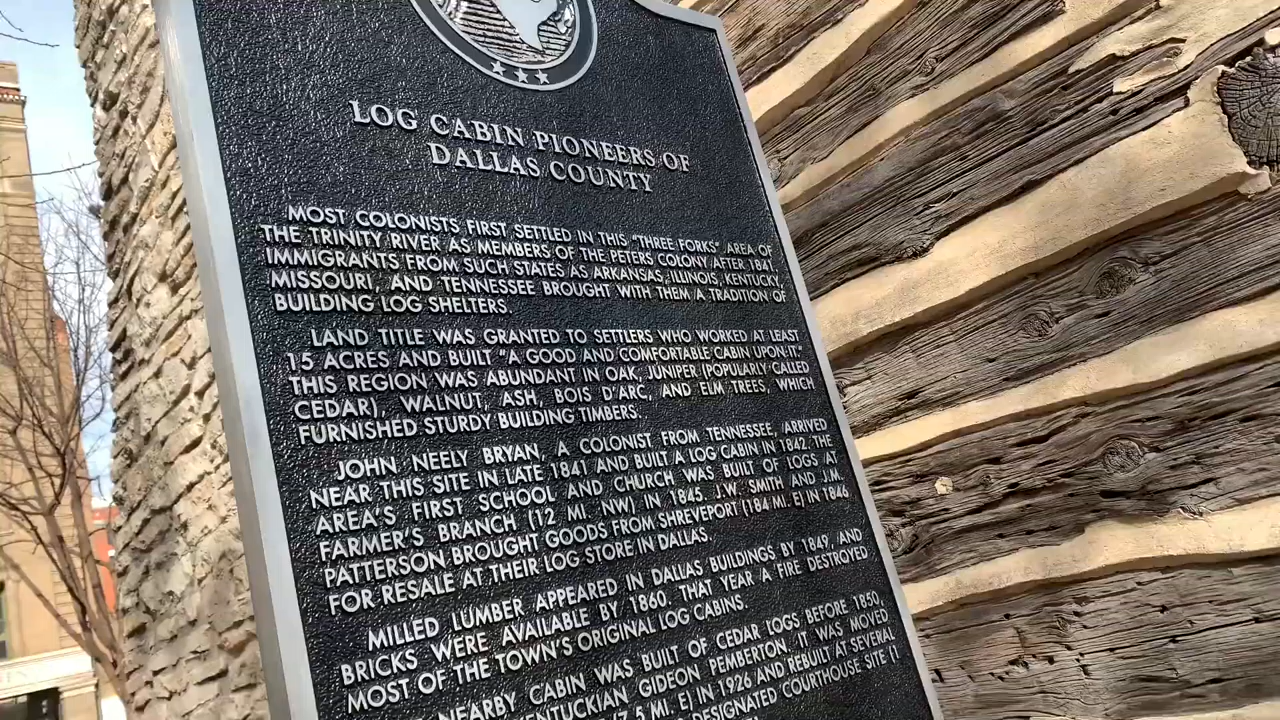 LOG CABIN PIONEERS OF
DALLAS COUNTY
MOST COLONISTS FIRST SETTLED IN THIS "THREE FORKS" AREA OF
THE TRINITY RIVER AS MEMBERS OF THE PETERS COLONY AFTER 1841.
IMMIGRANTS FROM SUCH STATES AS ARKANSAS, ILLINOIS, KENTUCKY,
MISSOURI, AND TENNESSEE BROUGHT WITH THEM A TRADITION OF
BUILDING LOG SHELTERS.
LAND TITLE WAS GRANTED TO SETTLERS WHO WORKED AT LEAST
15 ACRES AND BUILT "A GOOD AND COMFORTABLE CABIN UPON IT."
THIS REGION WAS ABUNDANT IN OAK, JUNIPER (POPULARLY CALLED
CEDAR), WALNUT, ASH, BOIS D'ARC, AND ELM TREES, WHICH
FURNISHED STURDY BUILDING TIMBERS.
JOHN NEELY BRYAN, A COLONIST FROM TENNESSEE, ARRIVED
NEAR THIS SITE IN LATE 1841 AND BUILT A LOG CABIN IN 1842. THE
AREA'S FIRST SCHOOL AND CHURCH WAS BUILT OF LOGS AT
FARMER'S BRANCH (12 MI. NW) IN 1845. J.W. SMITH AND J.M.
PATTERSON BROUGHT GOODS FROM SHREVEPORT (184 MI. E) IN 1846
FOR RESALE AT THEIR LOG STORE IN DALLAS.
MILLED LUMBER APPEARED IN DALLAS BUILDINGS BY 1849, AND
BRICKS WERE AVAILABLE BY 1860. THAT YEAR A FIRE DESTROYED
MOST OF THE TOWN'S ORIGINAL LOG CABINS.
NEARBY CABIN WAS BUILT OF CEDAR LOGS BEFORE 1850,
KENTUCKIAN GIDEON PEMBERTON. IT WAS MOVED
(7.5 MI. E) IN 1926 AND REBUILT AT SEVERAL
DESIGNATED COURTHOUSE SITE (1